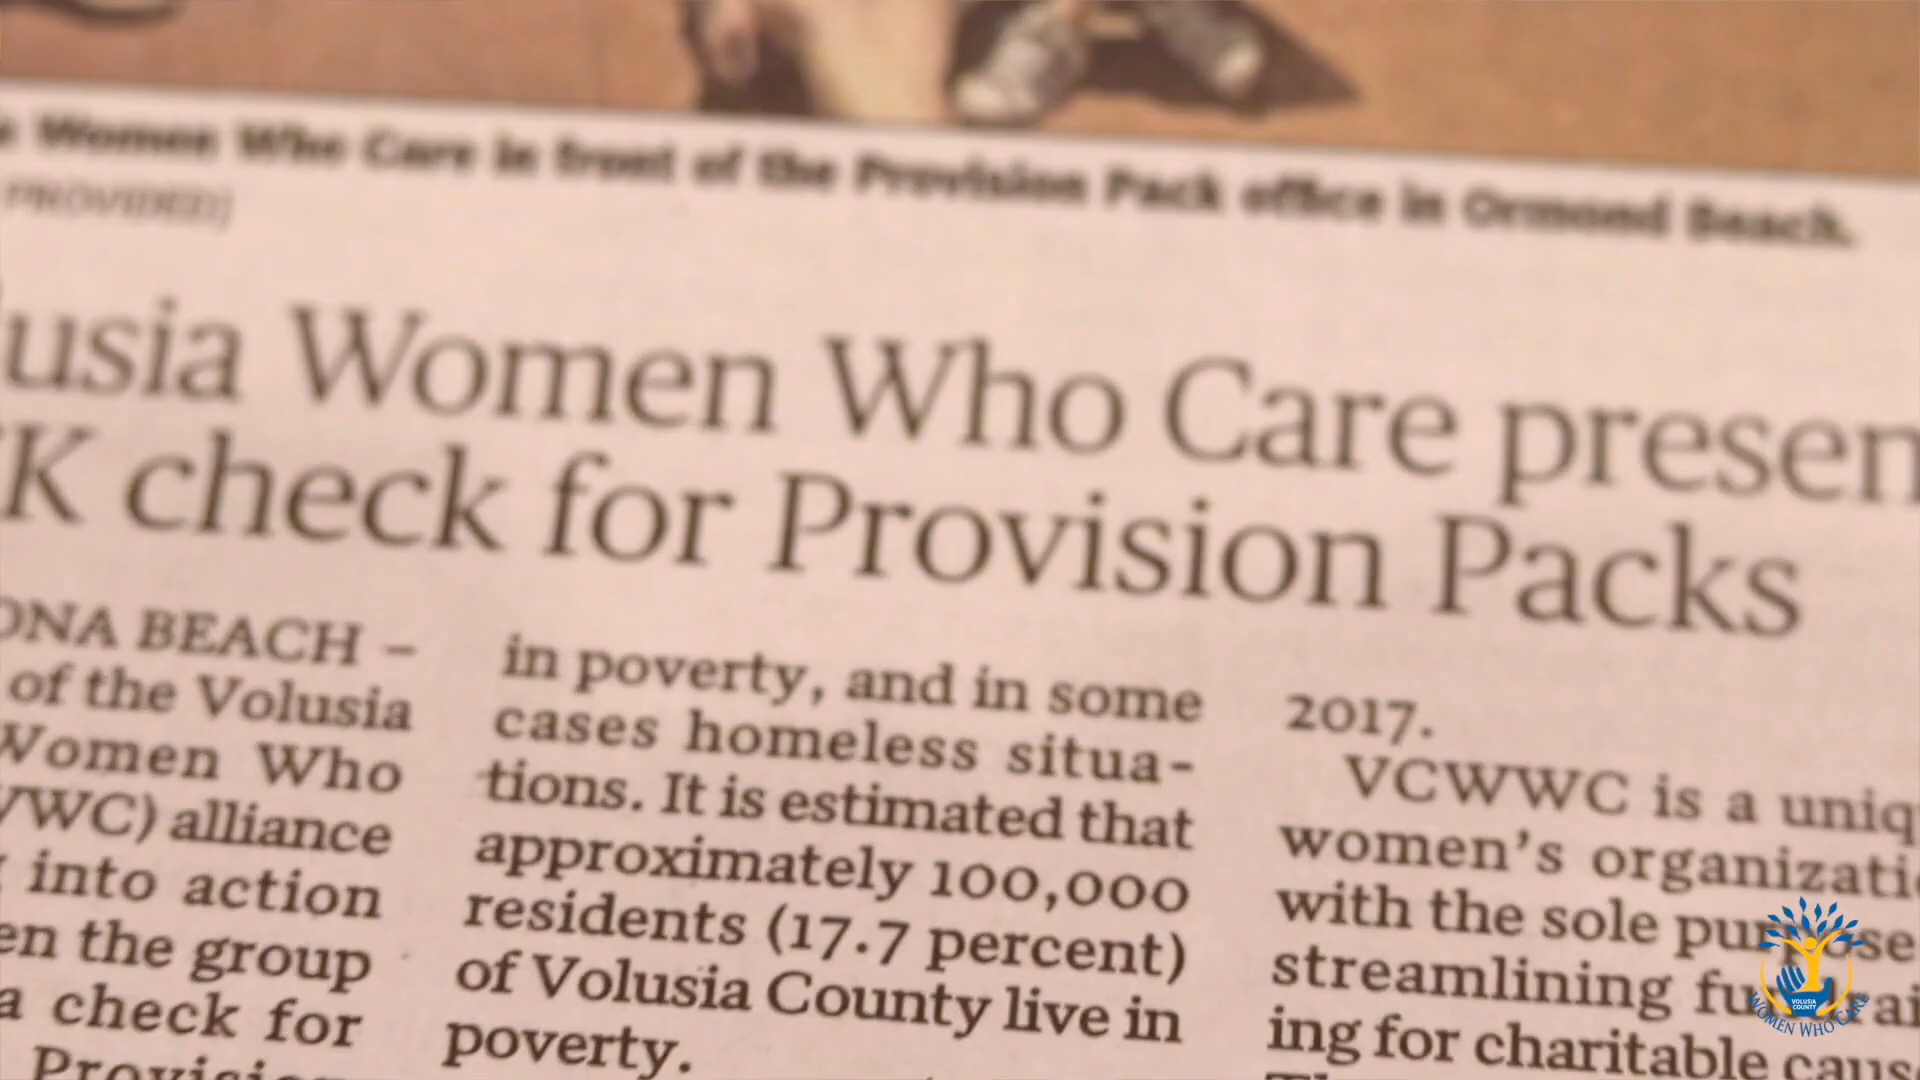 Women Who Care in front of the Provision Pack office in Ormond Beach.
PROVIDED]
lusia Women Who Care presen
K check for Provision Packs
ONA BEACH –
of the Volusia
Women Who
WC) alliance
into action
en the group
a check for
Provision
in poverty, and in some
cases homeless situa-
tions. It is estimated that
approximately 100,000
residents (17.7 percent)
of Volusia County live in
poverty.
2017.
VCWWC is a uniq
women's organizati
with the sole purpose
streamlining fundrai
ing for charitable caus
VOLUSIA
COUNTY
WOMEN WHO CARE